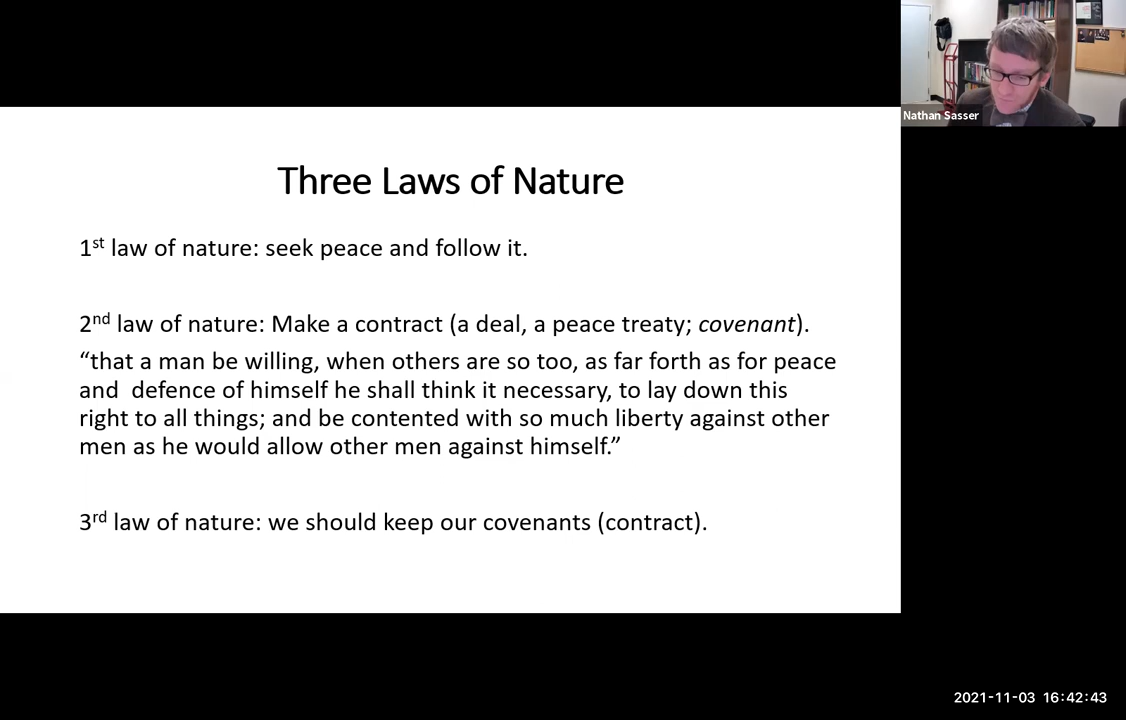 Nathan Sasser
Three Laws of Nature
1st law of nature: seek peace and follow it.
2nd law of nature: Make a contract (a deal, a peace treaty; covenant).
“that a man be willing, when others are so too, as far forth as for peace
and  defence of himself he shall think it necessary, to lay down this
right to all things; and be contented with so much liberty against other
men as he would allow other men against himself.”
3rd law of nature: we should keep our covenants (contract).
2021-11-03 16:42:43